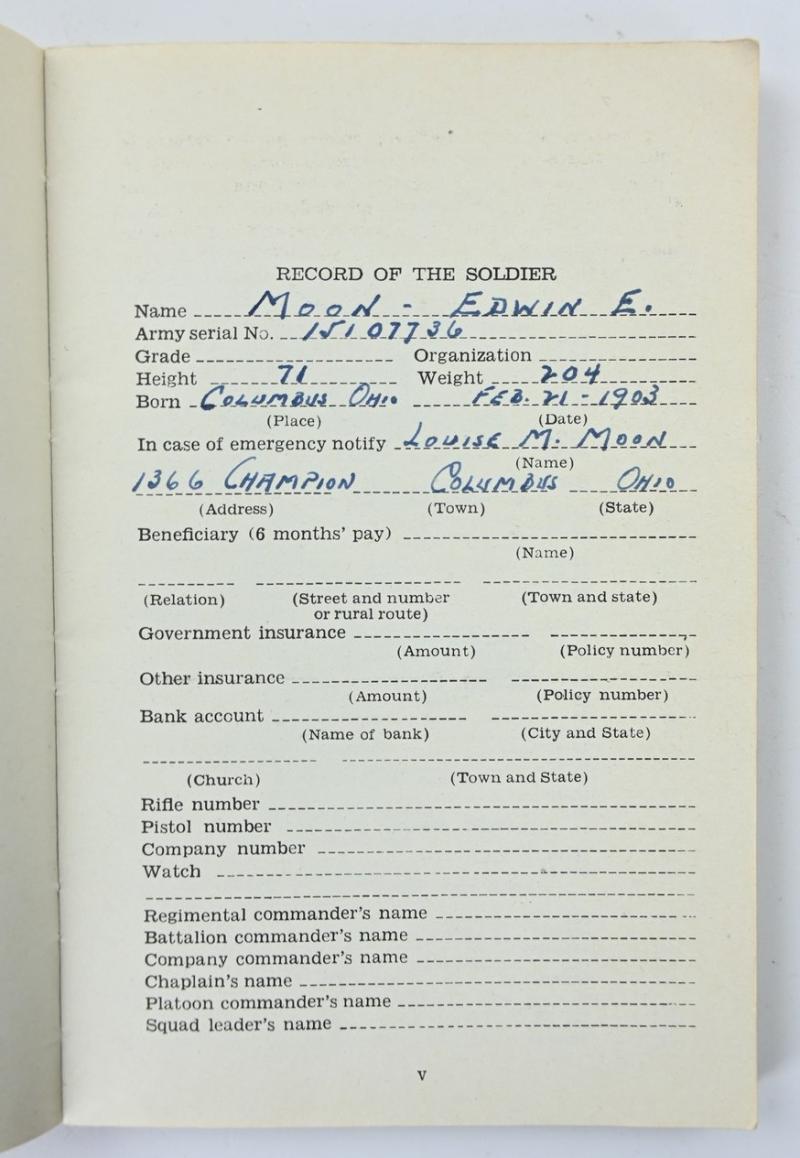 RECORD OF THE SOLDIER
Name MOON - EDWIN E.
Army serial No. 15107736
Grade Organization
Height 71 Weight 204
Born COLUMBUS OHIO FEB. 21 - 1903
(Place) (Date)
In case of emergency notify LOUISE M. MOON
(Name)
1366 CHAMPION COLUMBUS OHIO
(Address) (Town) (State)
Beneficiary (6 months' pay)
(Name)
(Relation) (Street and number (Town and state)
or rural route)
Government insurance
(Amount) (Policy number)
Other insurance
(Amount) (Policy number)
Bank account
(Name of bank) (City and State)
(Church) (Town and State)
Rifle number
Pistol number
Company number
Watch
Regimental commander's name
Battalion commander's name
Company commander's name
Chaplain's name
Platoon commander's name
Squad leader's name
V